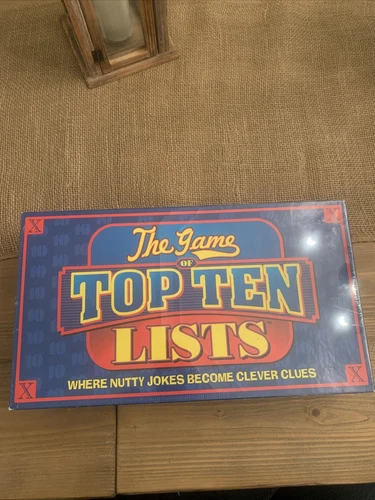 The Game
OF
TOP TEN
LISTS
WHERE NUTTY JOKES BECOME CLEVER CLUES
X
X
X
X